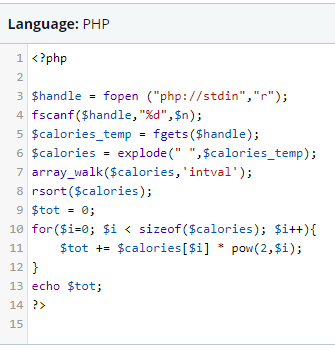 Language: PHP
1 <?php
2
3 $handle = fopen ("php://stdin","r");
4 fscanf($handle,"%d",$n);
5 $calories_temp = fgets($handle);
6 $calories = explode(" ",$calories_temp);
7 array_walk($calories,'intval');
8 rsort($calories);
9 $tot = 0;
10 for($i=0; $i < sizeof($calories); $i++){
11     $tot += $calories[$i] * pow(2,$i);
12 }
13 echo $tot;
14 ?>
15